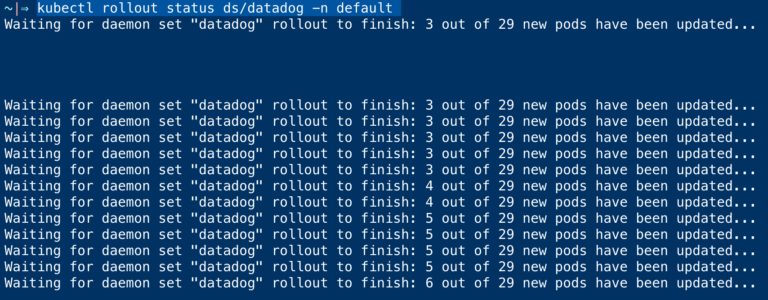 ~|⇒ kubectl rollout status ds/datadog -n default
Waiting for daemon set "datadog" rollout to finish: 3 out of 29 new pods have been updated...
Waiting for daemon set "datadog" rollout to finish: 3 out of 29 new pods have been updated...
Waiting for daemon set "datadog" rollout to finish: 3 out of 29 new pods have been updated...
Waiting for daemon set "datadog" rollout to finish: 3 out of 29 new pods have been updated...
Waiting for daemon set "datadog" rollout to finish: 3 out of 29 new pods have been updated...
Waiting for daemon set "datadog" rollout to finish: 3 out of 29 new pods have been updated...
Waiting for daemon set "datadog" rollout to finish: 4 out of 29 new pods have been updated...
Waiting for daemon set "datadog" rollout to finish: 4 out of 29 new pods have been updated...
Waiting for daemon set "datadog" rollout to finish: 5 out of 29 new pods have been updated...
Waiting for daemon set "datadog" rollout to finish: 5 out of 29 new pods have been updated...
Waiting for daemon set "datadog" rollout to finish: 5 out of 29 new pods have been updated...
Waiting for daemon set "datadog" rollout to finish: 5 out of 29 new pods have been updated...
Waiting for daemon set "datadog" rollout to finish: 6 out of 29 new pods have been updated...